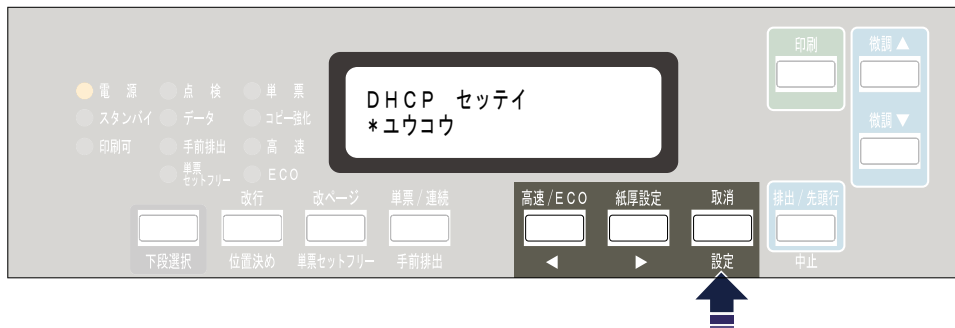 印刷
微調▲
DHCP セッテイ
*ユウコウ
電源
点検
単票
スタンバイ
データ
コピー強化
微調▼
印刷可
手前排出
高速
単票
セットフリー
ECO
改行
改ページ
単票/連続
高速/ECO
紙厚設定
取消
排出/先頭行
下段選択
位置決め
単票セットフリー
手前排出
◀
▶
設定
中止